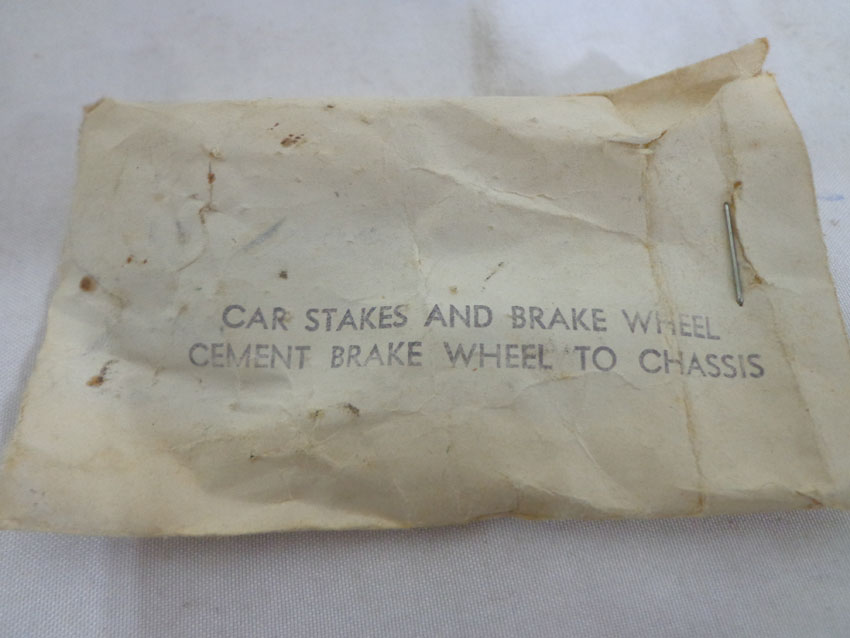 CAR STAKES AND BRAKE WHEEL
CEMENT BRAKE WHEEL TO CHASSIS